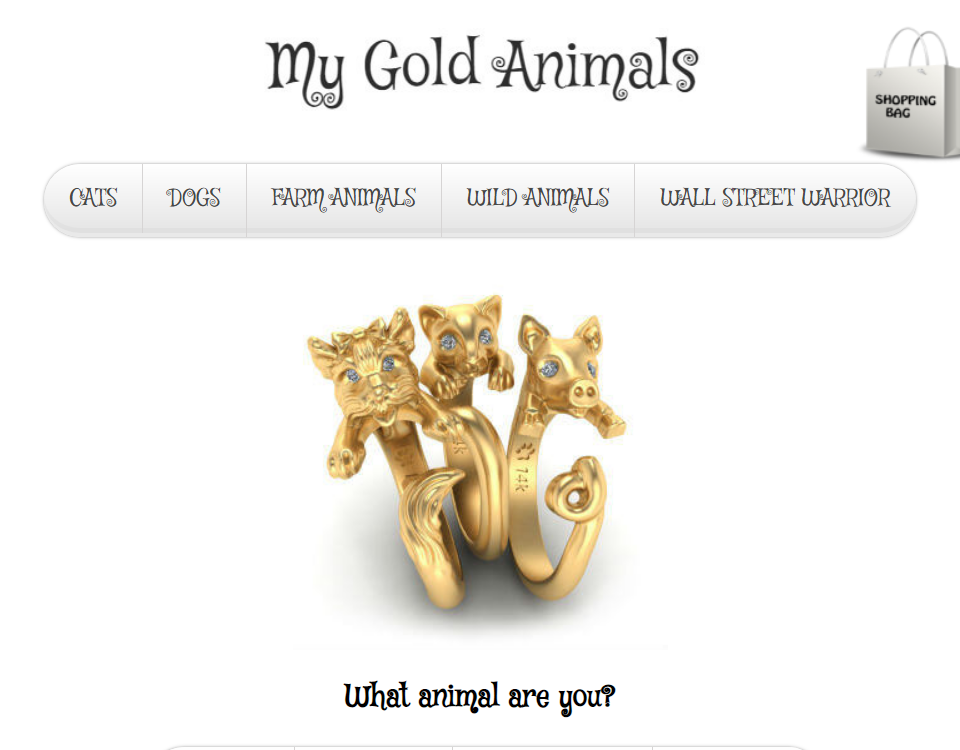 My Gold Animals
SHOPPING
BAG
CATS
DOGS
FARM ANIMALS
WILD ANIMALS
WALL STREET WARRIOR
14k
What animal are you?